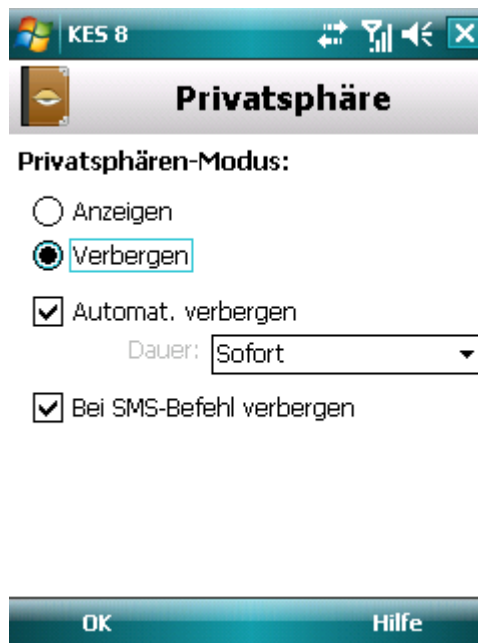 KES 8
Privatsphäre
Privatsphären-Modus:
Anzeigen
Verbergen
Automat. verbergen
Dauer: Sofort
Bei SMS-Befehl verbergen
OK Hilfe